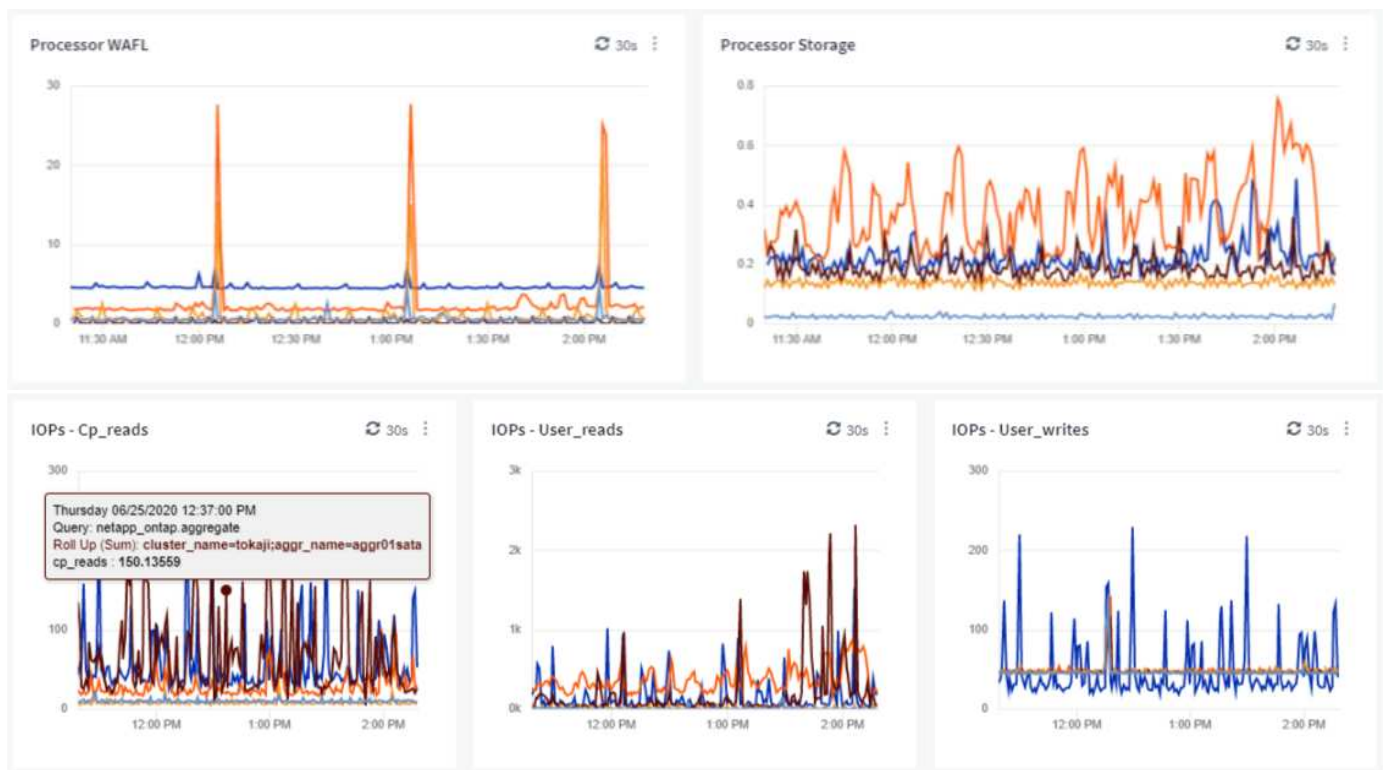 Processor WAFL
30s
30
20
10
0
11:30 AM 12:00 PM 12:30 PM 1:00 PM 1:30 PM 2:00 PM
Processor Storage
30s
0.8
0.6
0.4
0.2
0
11:30 AM 12:00 PM 12:30 PM 1:00 PM 1:30 PM 2:00 PM
IOPs - Cp_reads
30s
300
Thursday 06/25/2020 12:37:00 PM
Query: netapp_ontap.aggregate
Roll Up (Sum): cluster_name=tokaji;aggr_name=aggr01sata
cp_reads : 150.13559
100
0
12:00 PM 1:00 PM 2:00 PM
IOPs - User_reads
30s
3k
2k
1k
0k
12:00 PM 1:00 PM 2:00 PM
IOPs - User_writes
30s
300
200
100
0
12:00 PM 1:00 PM 2:00 PM